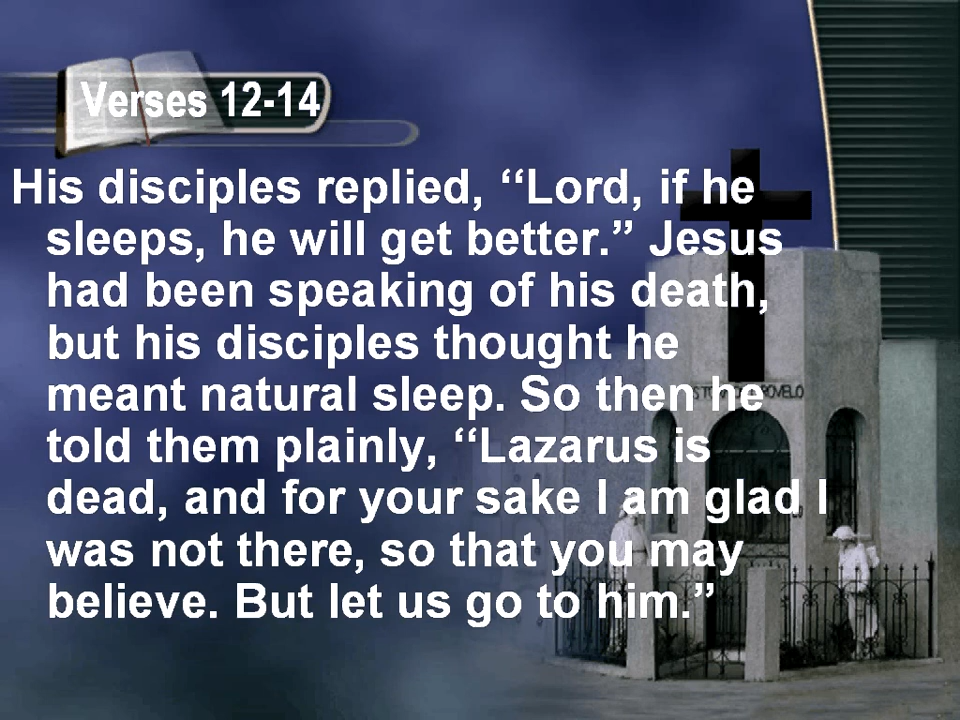 Verses 12-14
His disciples replied, “Lord, if he
sleeps, he will get better.” Jesus
had been speaking of his death,
but his disciples thought he
meant natural sleep. So then he
told them plainly, “Lazarus is
dead, and for your sake I am glad I
was not there, so that you may
believe. But let us go to him.”